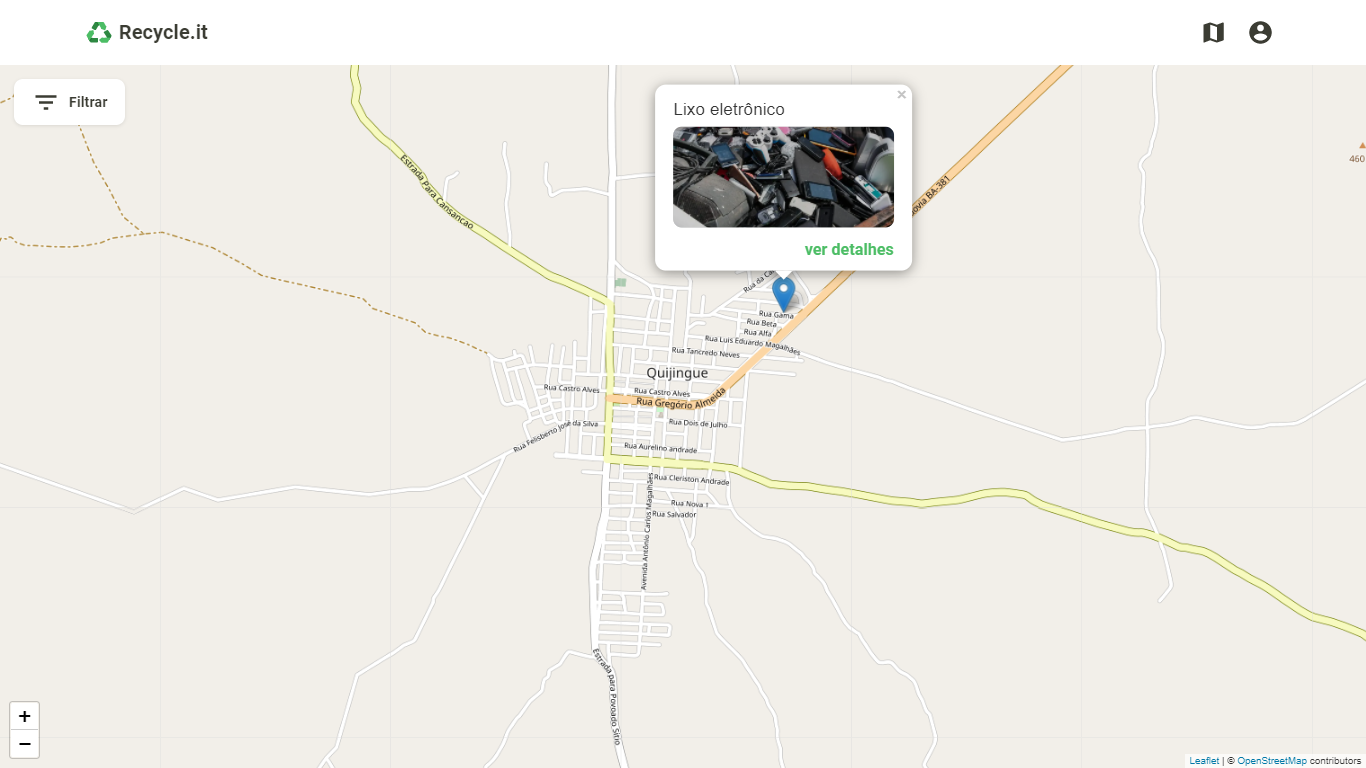 Recycle.it
Filtrar
Lixo eletrônico
×
ver detalhes
460
Estrada Para Cansancao
ovia BA-381
Rua da Ca
Rua Gama
Rua Beta
Rua Alfa
Rua Luis Eduardo Magalhães
Rua Tancredo Neves
Quijingue
Rua Castro Alves
Rua Castro Alves
Rua Gregório Almeida
Rua Dois de Julho
Rua Felisberto José da Silva
Rua Aurelino andrade
Rua Cleriston Andrade
Rua Nova 1
Rua Salvador
Avenida Antônio Carlos Magalhães
Estrada para Povoado Sitio
+
−
Leaflet | © OpenStreetMap contributors